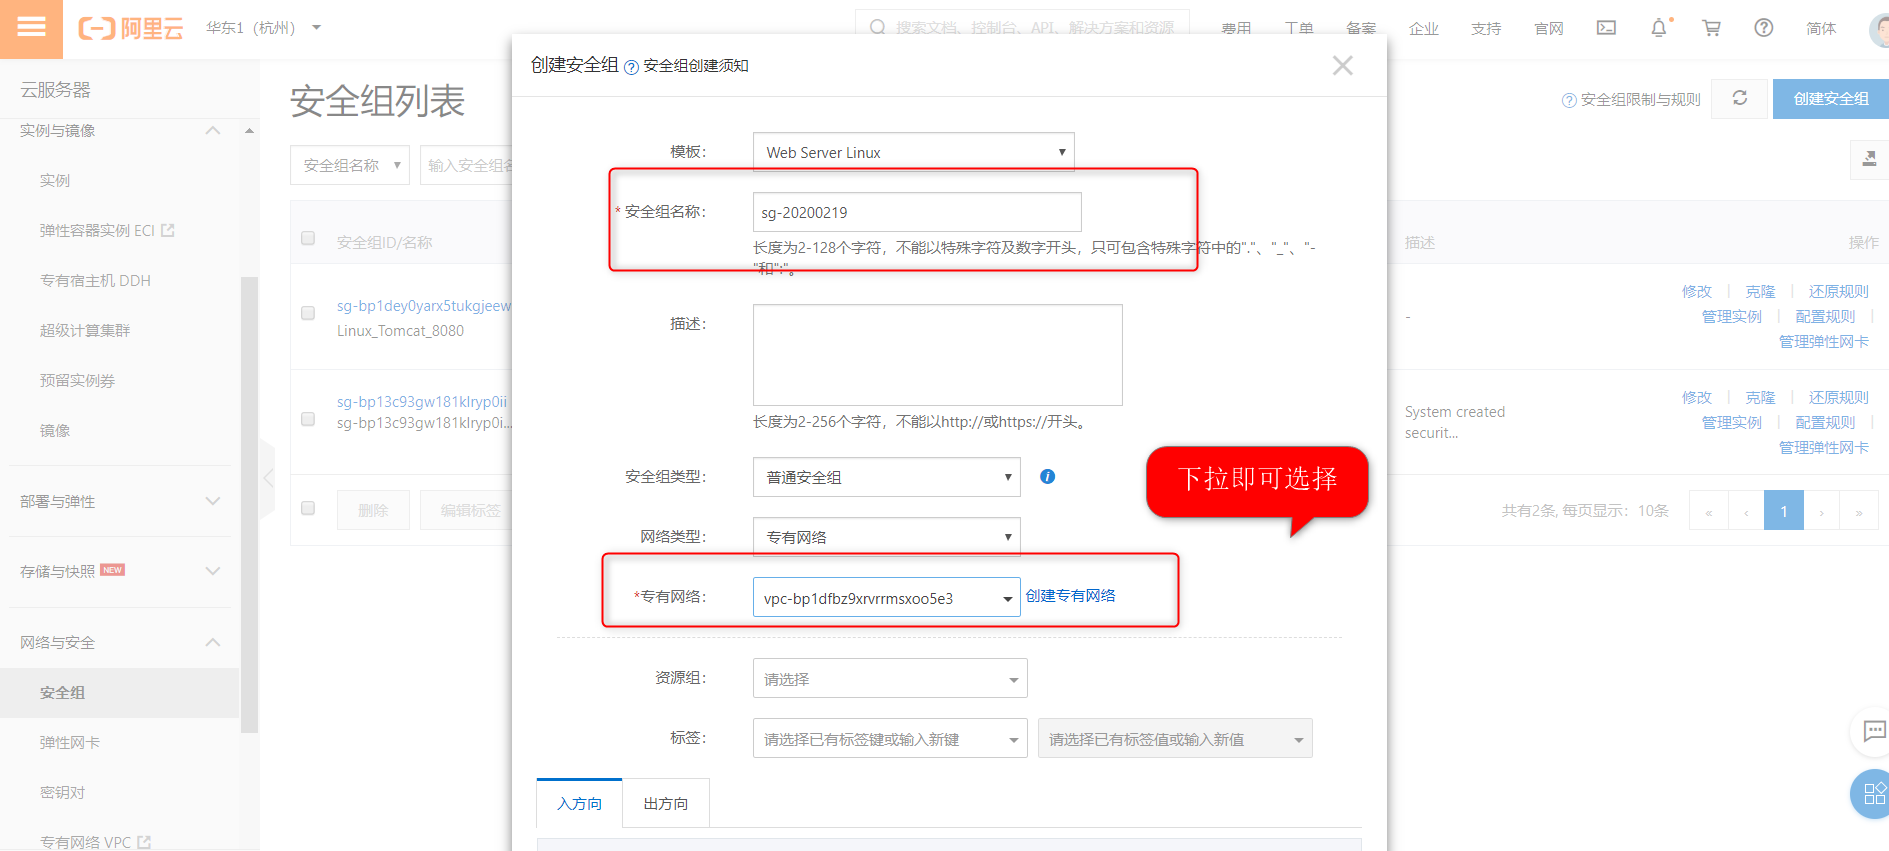 阿里云
华东1（杭州）
搜索文档、控制台、API、解决方案和资源
费用
工单
备案
企业
支持
官网
简体
云服务器
实例与镜像
实例
弹性容器实例 ECI
专有宿主机 DDH
超级计算集群
预留实例券
镜像
部署与弹性
存储与快照 NEW
网络与安全
安全组
弹性网卡
密钥对
专有网络 VPC
安全组列表
安全组限制与规则
创建安全组
安全组名称
输入安全组名
安全组ID/名称
描述
操作
sg-bp1dey0yarx5tukgjeew
Linux_Tomcat_8080
-
修改 | 克隆 | 还原规则
管理实例 | 配置规则 |
管理弹性网卡
sg-bp13c93gw181klryp0ii
sg-bp13c93gw181klryp0i...
System created
securit...
修改 | 克隆 | 还原规则
管理实例 | 配置规则 |
管理弹性网卡
删除
编辑标签
共有2条, 每页显示：10条
« ‹ 1 › »
创建安全组 ? 安全组创建须知
模板：
Web Server Linux
* 安全组名称：
sg-20200219
长度为2-128个字符，不能以特殊字符及数字开头，只可包含特殊字符中的"."、"_"、"-
"和":"。
描述：
长度为2-256个字符，不能以http://或https://开头。
安全组类型：
普通安全组
下拉即可选择
网络类型：
专有网络
*专有网络：
vpc-bp1dfbz9xrvrrmsxoo5e3
创建专有网络
资源组：
请选择
标签：
请选择已有标签键或输入新键
请选择已有标签值或输入新值
入方向
出方向